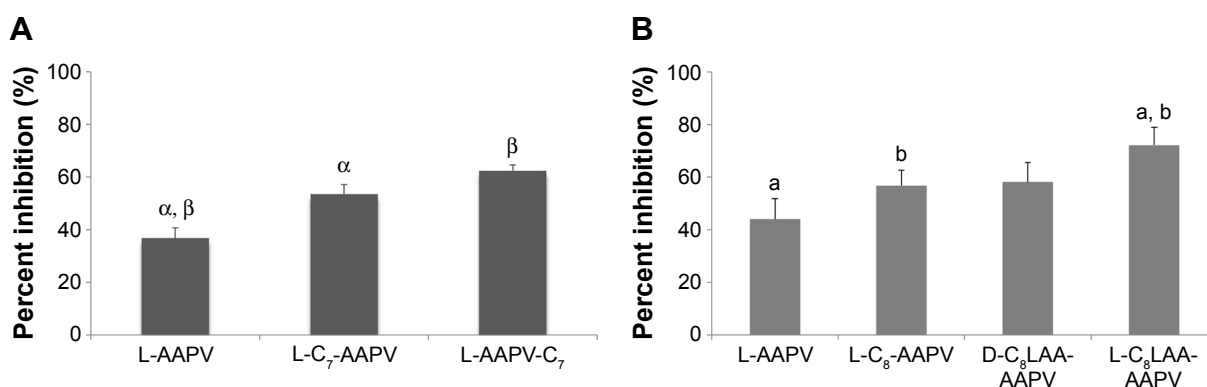 A
Percent inhibition (%)
100
80
60
40
20
0
α, β
α
β
L-AAPV
L-C₇-AAPV
L-AAPV-C₇
B
Percent inhibition (%)
100
80
60
40
20
0
a
b
a, b
L-AAPV
L-C₈-AAPV
D-C₈LAA-
AAPV
L-C₈LAA-
AAPV